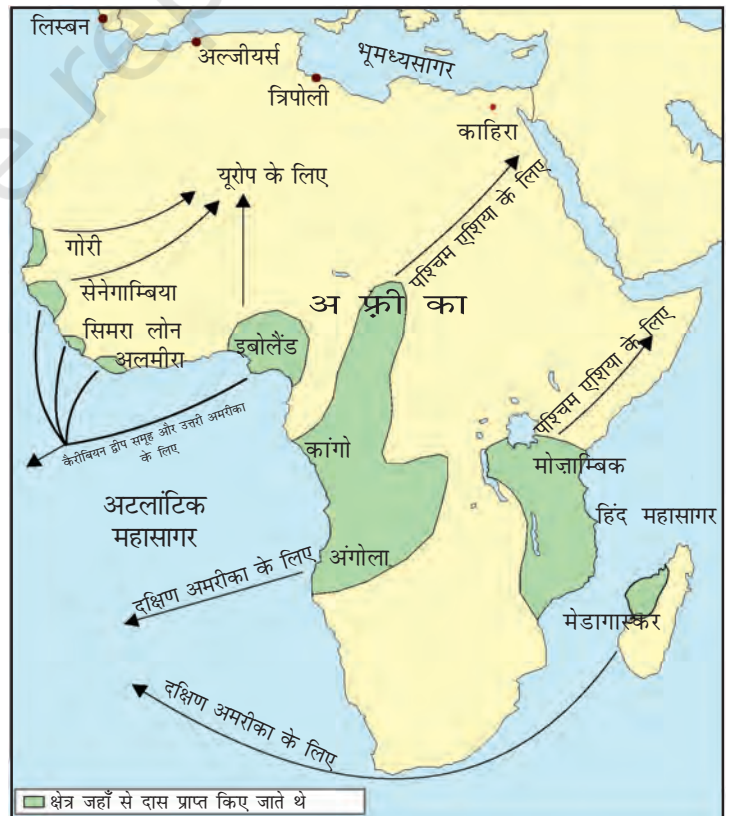 लिस्बन
अल्जीयर्स
भूमध्यसागर
त्रिपोली
काहिरा
यूरोप के लिए
पश्चिम एशिया के लिए
गोरी
सेनेगाम्बिया
अ फ़्री का
सिमरा लोन
इबोलैंड
अलमीरा
पश्चिम एशिया के लिए
कैरीबियन द्वीप समूह और उत्तरी अमरीका
के लिए
कांगो
मोज़ाम्बिक
अटलांटिक
महासागर
हिंद महासागर
अंगोला
दक्षिण अमरीका के लिए
मेडागास्कर
दक्षिण अमरीका के लिए
क्षेत्र जहाँ से दास प्राप्त किए जाते थे